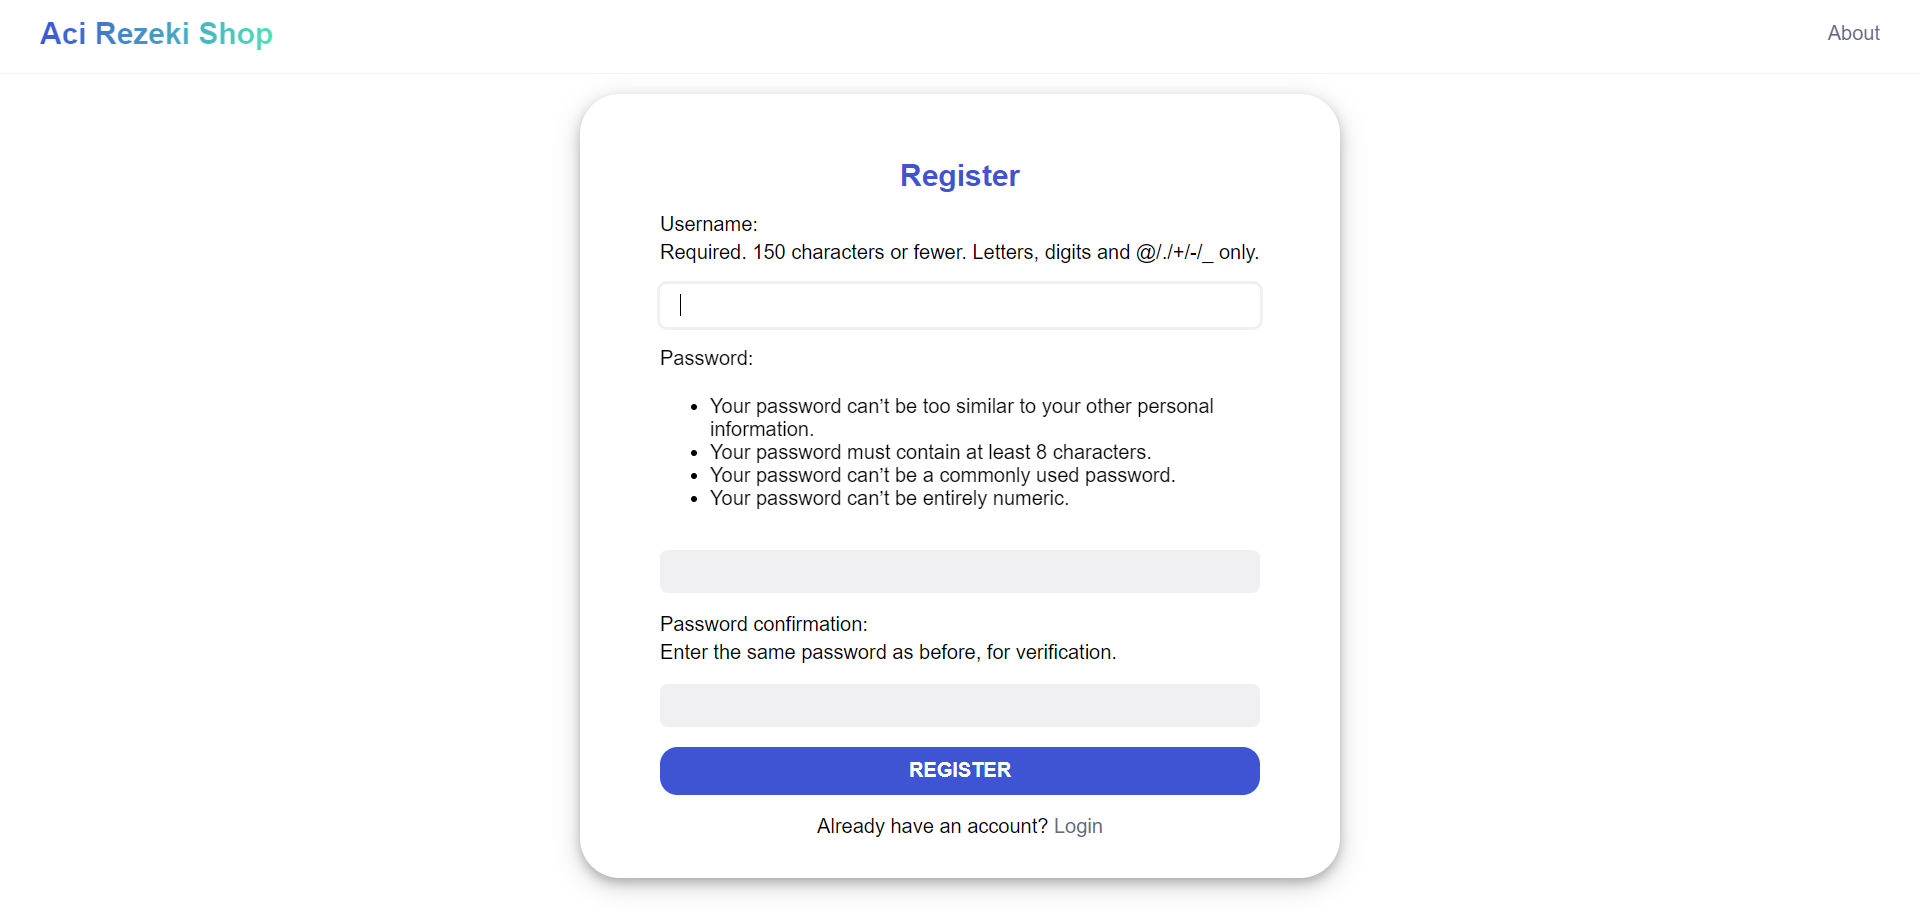 Aci Rezeki Shop
About
Register
Username:
Required. 150 characters or fewer. Letters, digits and @/./+/-/_ only.
Password:
Your password can’t be too similar to your other personal
information.
Your password must contain at least 8 characters.
Your password can’t be a commonly used password.
Your password can’t be entirely numeric.
Password confirmation:
Enter the same password as before, for verification.
REGISTER
Already have an account? Login